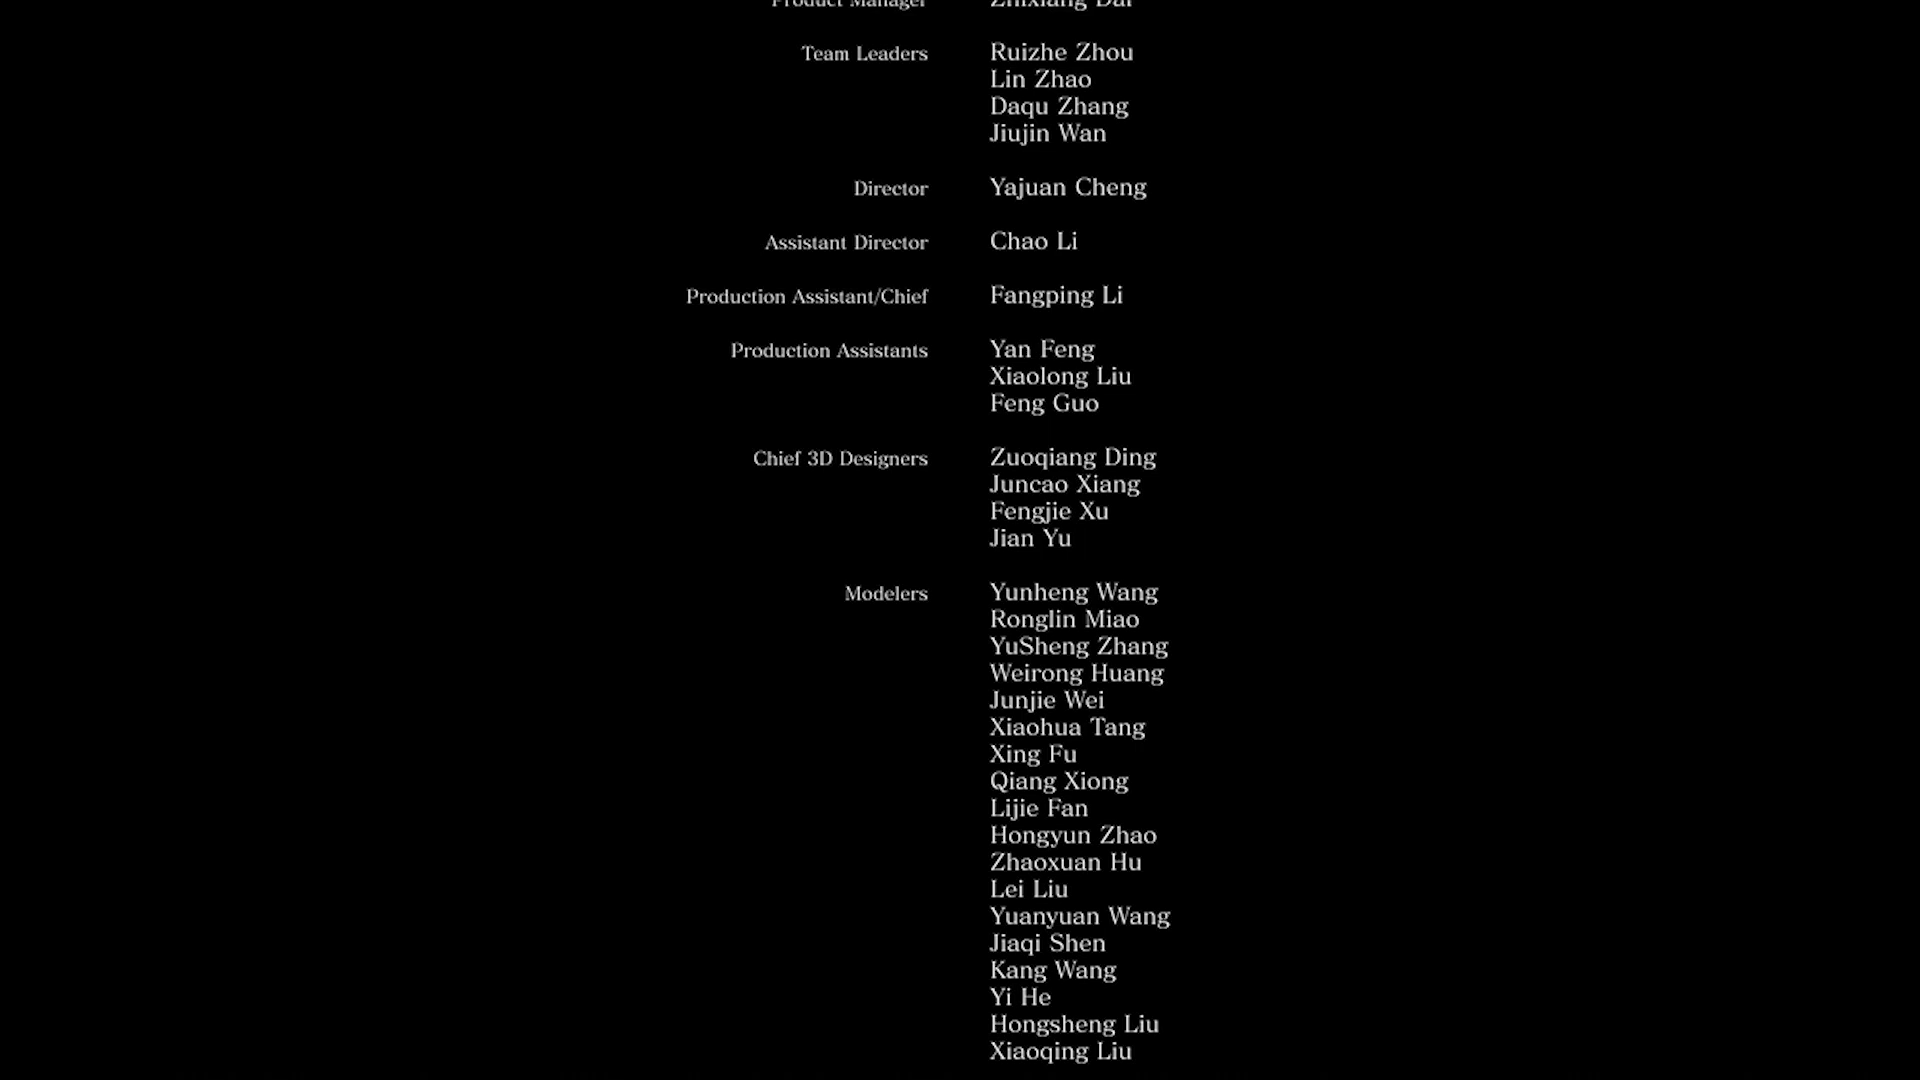 Product Manager Zhixiang Dai
Team Leaders Ruizhe Zhou
Lin Zhao
Daqu Zhang
Jiujin Wan
Director Yajuan Cheng
Assistant Director Chao Li
Production Assistant/Chief Fangping Li
Production Assistants Yan Feng
Xiaolong Liu
Feng Guo
Chief 3D Designers Zuoqiang Ding
Juncao Xiang
Fengjie Xu
Jian Yu
Modelers Yunheng Wang
Ronglin Miao
YuSheng Zhang
Weirong Huang
Junjie Wei
Xiaohua Tang
Xing Fu
Qiang Xiong
Lijie Fan
Hongyun Zhao
Zhaoxuan Hu
Lei Liu
Yuanyuan Wang
Jiaqi Shen
Kang Wang
Yi He
Hongsheng Liu
Xiaoqing Liu